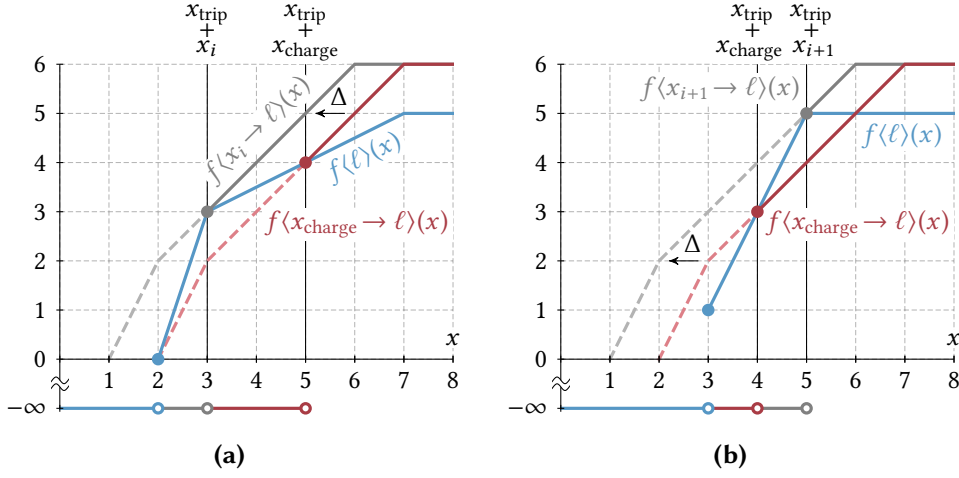 x_trip + x_i
x_trip + x_charge
6
5
4
3
2
1
0
≈
−∞
1 2 3 4 5 6 7 8
x
f⟨x_i → ℓ⟩(x)
Δ
f⟨ℓ⟩(x)
f⟨x_charge → ℓ⟩(x)
(a)
x_trip + x_charge
x_trip + x_{i+1}
6
5
4
3
2
1
0
≈
−∞
1 2 3 4 5 6 7 8
x
f⟨x_{i+1} → ℓ⟩(x)
f⟨ℓ⟩(x)
f⟨x_charge → ℓ⟩(x)
Δ
(b)